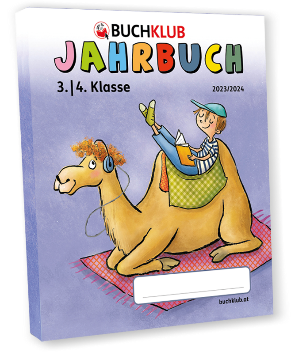 BUCHKLUB
JAHRBUCH
3.|4. Klasse
2023/2024
buchklub.at